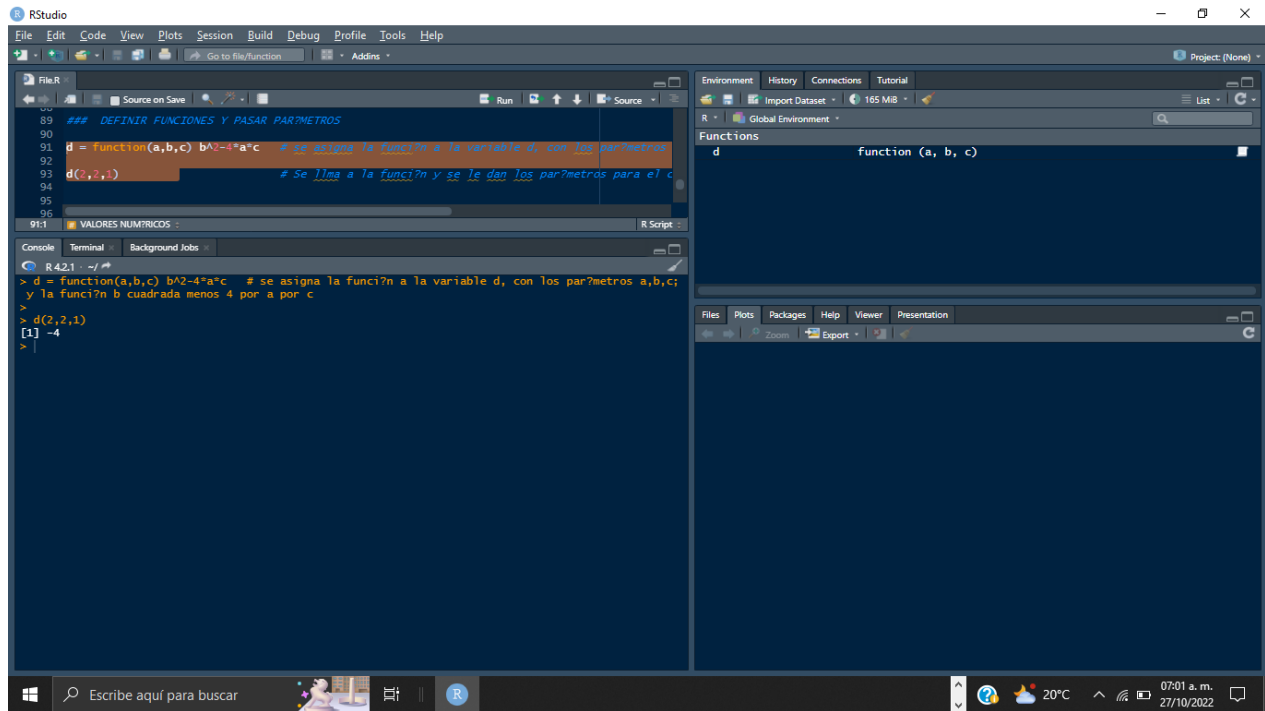 RStudio
File Edit Code View Plots Session Build Debug Profile Tools Help
Go to file/function Addins Project: (None)
File.R
Source on Save Run Source
89 ### DEFINIR FUNCIONES Y PASAR PAR?METROS
90
91 d = function(a,b,c) b^2-4*a*c # se asigna la funci?n a la variable d, con los par?metros
92
93 d(2,2,1) # Se llma a la funci?n y se le dan los par?metros para el c
94
95
96
91:1 VALORES NUM?RICOS R Script
Console Terminal Background Jobs
R 4.2.1 · ~/
> d = function(a,b,c) b^2-4*a*c # se asigna la funci?n a la variable d, con los par?metros a,b,c;
y la funci?n b cuadrada menos 4 por a por c
>
> d(2,2,1)
[1] -4
>
Environment History Connections Tutorial
Import Dataset 165 MiB List
R Global Environment
Functions
d function (a, b, c)
Files Plots Packages Help Viewer Presentation
Zoom Export
Escribe aquí para buscar
R
20°C
07:01 a. m.
27/10/2022